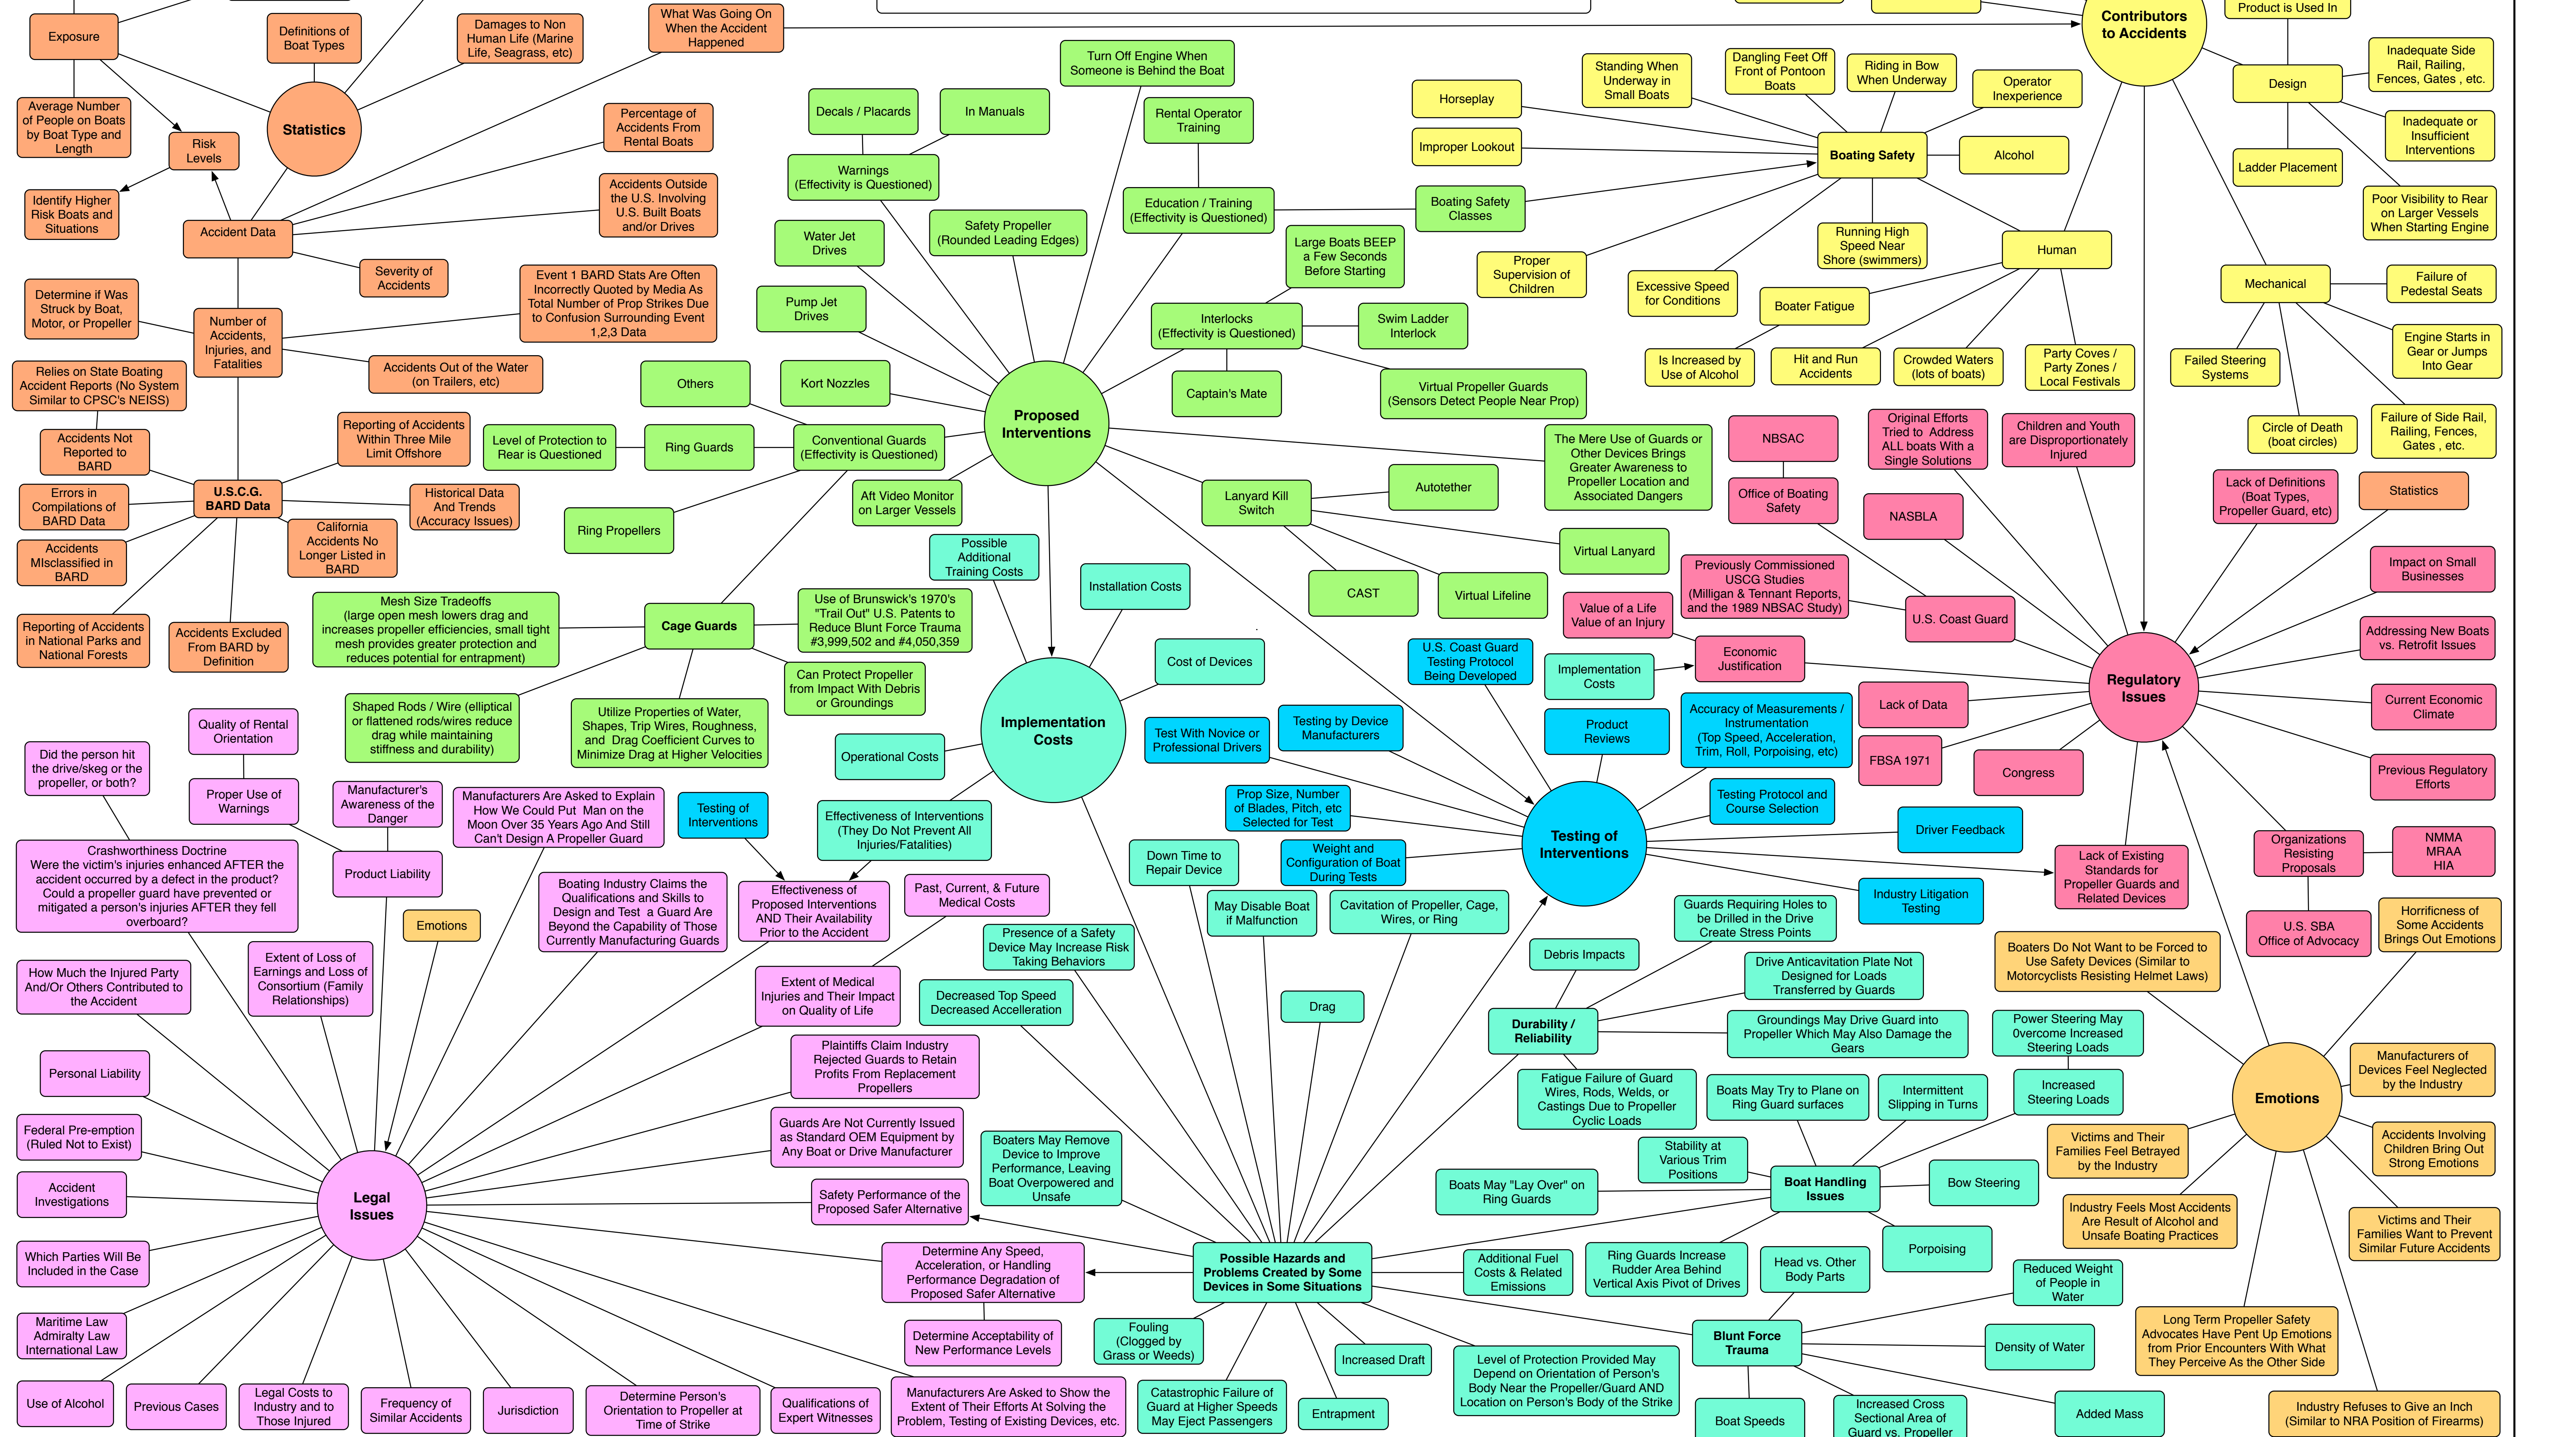 Exposure
Definitions of
Boat Types
Damages to Non
Human Life (Marine
Life, Seagrass, etc)
What Was Going On
When the Accident
Happened
Average Number
of People on Boats
by Boat Type and
Length
Statistics
Risk
Levels
Percentage of
Accidents From
Rental Boats
Identify Higher
Risk Boats and
Situations
Accident Data
Accidents Outside
the U.S. Involving
U.S. Built Boats
and/or Drives
Severity of
Accidents
Determine if Was
Struck by Boat,
Motor, or Propeller
Number of
Accidents,
Injuries, and
Fatalities
Event 1 BARD Stats Are Often
Incorrectly Quoted by Media As
Total Number of Prop Strikes Due
to Confusion Surrounding Event
1,2,3 Data
Accidents Out of the Water
(on Trailers, etc)
Relies on State Boating
Accident Reports (No System
Similar to CPSC's NEISS)
Accidents Not
Reported to
BARD
Reporting of Accidents
Within Three Mile
Limit Offshore
Errors in
Compilations of
BARD Data
U.S.C.G.
BARD Data
Historical Data
And Trends
(Accuracy Issues)
Accidents
MIsclassified in
BARD
California
Accidents No
Longer Listed in
BARD
Reporting of Accidents
in National Parks and
National Forests
Accidents Excluded
From BARD by
Definition
Turn Off Engine When
Someone is Behind the Boat
Decals / Placards
In Manuals
Rental Operator
Training
Warnings
(Effectivity is Questioned)
Education / Training
(Effectivity is Questioned)
Boating Safety
Classes
Safety Propeller
(Rounded Leading Edges)
Water Jet
Drives
Large Boats BEEP
a Few Seconds
Before Starting
Pump Jet
Drives
Interlocks
(Effectivity is Questioned)
Swim Ladder
Interlock
Captain's Mate
Virtual Propeller Guards
(Sensors Detect People Near Prop)
Others
Kort Nozzles
Proposed
Interventions
Level of Protection to
Rear is Questioned
Ring Guards
Conventional Guards
(Effectivity is Questioned)
The Mere Use of Guards or
Other Devices Brings
Greater Awareness to
Propeller Location and
Associated Dangers
Ring Propellers
Aft Video Monitor
on Larger Vessels
Lanyard Kill
Switch
Autotether
Virtual Lanyard
CAST
Virtual Lifeline
Mesh Size Tradeoffs
(large open mesh lowers drag and
increases propeller efficiencies, small tight
mesh provides greater protection and
reduces potential for entrapment)
Cage Guards
Use of Brunswick's 1970's
"Trail Out" U.S. Patents to
Reduce Blunt Force Trauma
#3,999,502 and #4,050,359
Shaped Rods / Wire (elliptical
or flattened rods/wires reduce
drag while maintaining
stiffness and durability)
Utilize Properties of Water,
Shapes, Trip Wires, Roughness,
and Drag Coefficient Curves to
Minimize Drag at Higher Velocities
Can Protect Propeller
from Impact With Debris
or Groundings
Contributors
to Accidents
Product is Used In
Design
Inadequate Side
Rail, Railing,
Fences, Gates , etc.
Inadequate or
Insufficient
Interventions
Ladder Placement
Poor Visibility to Rear
on Larger Vessels
When Starting Engine
Horseplay
Standing When
Underway in
Small Boats
Dangling Feet Off
Front of Pontoon
Boats
Riding in Bow
When Underway
Operator
Inexperience
Improper Lookout
Boating Safety
Alcohol
Proper
Supervision of
Children
Excessive Speed
for Conditions
Running High
Speed Near
Shore (swimmers)
Human
Boater Fatigue
Is Increased by
Use of Alcohol
Hit and Run
Accidents
Crowded Waters
(lots of boats)
Party Coves /
Party Zones /
Local Festivals
Mechanical
Failure of
Pedestal Seats
Failed Steering
Systems
Engine Starts in
Gear or Jumps
Into Gear
Circle of Death
(boat circles)
Failure of Side Rail,
Railing, Fences,
Gates , etc.
NBSAC
Original Efforts
Tried to Address
ALL boats With a
Single Solutions
Children and Youth
are Disproportionately
Injured
Office of Boating
Safety
NASBLA
Lack of Definitions
(Boat Types,
Propeller Guard, etc)
Statistics
Previously Commissioned
USCG Studies
(Milligan & Tennant Reports,
and the 1989 NBSAC Study)
U.S. Coast Guard
Impact on Small
Businesses
Value of a Life
Value of an Injury
Addressing New Boats
vs. Retrofit Issues
Implementation
Costs
Economic
Justification
Regulatory
Issues
Lack of Data
Current Economic
Climate
FBSA 1971
Congress
Previous Regulatory
Efforts
Lack of Existing
Standards for
Propeller Guards and
Related Devices
Organizations
Resisting
Proposals
NMMA
MRAA
HIA
U.S. SBA
Office of Advocacy
Possible
Additional
Training Costs
Installation Costs
Cost of Devices
Implementation
Costs
Operational Costs
Effectiveness of Interventions
(They Do Not Prevent All
Injuries/Fatalities)
U.S. Coast Guard
Testing Protocol
Being Developed
Test With Novice or
Professional Drivers
Testing by Device
Manufacturers
Product
Reviews
Accuracy of Measurements /
Instrumentation
(Top Speed, Acceleration,
Trim, Roll, Porpoising, etc)
Prop Size, Number
of Blades, Pitch, etc
Selected for Test
Testing Protocol and
Course Selection
Testing of
Interventions
Driver Feedback
Weight and
Configuration of Boat
During Tests
Industry Litigation
Testing
Quality of Rental
Orientation
Did the person hit
the drive/skeg or the
propeller, or both?
Proper Use of
Warnings
Manufacturer's
Awareness of the
Danger
Manufacturers Are Asked to Explain
How We Could Put Man on the
Moon Over 35 Years Ago And Still
Can't Design A Propeller Guard
Testing of
Interventions
Crashworthiness Doctrine
Were the victim's injuries enhanced AFTER the
accident occurred by a defect in the product?
Could a propeller guard have prevented or
mitigated a person's injuries AFTER they fell
overboard?
Product Liability
Boating Industry Claims the
Qualifications and Skills to
Design and Test a Guard Are
Beyond the Capability of Those
Currently Manufacturing Guards
Effectiveness of
Proposed Interventions
AND Their Availability
Prior to the Accident
Past, Current, & Future
Medical Costs
Emotions
How Much the Injured Party
And/Or Others Contributed to
the Accident
Extent of Loss of
Earnings and Loss of
Consortium (Family
Relationships)
Extent of Medical
Injuries and Their Impact
on Quality of Life
Personal Liability
Plaintiffs Claim Industry
Rejected Guards to Retain
Profits From Replacement
Propellers
Federal Pre-emption
(Ruled Not to Exist)
Guards Are Not Currently Issued
as Standard OEM Equipment by
Any Boat or Drive Manufacturer
Accident
Investigations
Legal
Issues
Safety Performance of the
Proposed Safer Alternative
Which Parties Will Be
Included in the Case
Determine Any Speed,
Acceleration, or Handling
Performance Degradation of
Proposed Safer Alternative
Maritime Law
Admiralty Law
International Law
Determine Acceptability of
New Performance Levels
Use of Alcohol
Previous Cases
Legal Costs to
Industry and to
Those Injured
Frequency of
Similar Accidents
Jurisdiction
Determine Person's
Orientation to Propeller at
Time of Strike
Qualifications of
Expert Witnesses
Manufacturers Are Asked to Show the
Extent of Their Efforts At Solving the
Problem, Testing of Existing Devices, etc.
Down Time to
Repair Device
May Disable Boat
if Malfunction
Cavitation of Propeller, Cage,
Wires, or Ring
Presence of a Safety
Device May Increase Risk
Taking Behaviors
Decreased Top Speed
Decreased Accelleration
Drag
Boaters May Remove
Device to Improve
Performance, Leaving
Boat Overpowered and
Unsafe
Possible Hazards and
Problems Created by Some
Devices in Some Situations
Additional Fuel
Costs & Related
Emissions
Fouling
(Clogged by
Grass or Weeds)
Catastrophic Failure of
Guard at Higher Speeds
May Eject Passengers
Entrapment
Increased Draft
Level of Protection Provided May
Depend on Orientation of Person's
Body Near the Propeller/Guard AND
Location on Person's Body of the Strike
Guards Requiring Holes to
be Drilled in the Drive
Create Stress Points
Debris Impacts
Drive Anticavitation Plate Not
Designed for Loads
Transferred by Guards
Durability /
Reliability
Groundings May Drive Guard into
Propeller Which May Also Damage the
Gears
Fatigue Failure of Guard
Wires, Rods, Welds, or
Castings Due to Propeller
Cyclic Loads
Power Steering May
0vercome Increased
Steering Loads
Boats May Try to Plane on
Ring Guard surfaces
Intermittent
Slipping in Turns
Increased
Steering Loads
Stability at
Various Trim
Positions
Boats May "Lay Over" on
Ring Guards
Boat Handling
Issues
Bow Steering
Ring Guards Increase
Rudder Area Behind
Vertical Axis Pivot of Drives
Porpoising
Head vs. Other
Body Parts
Reduced Weight
of People in
Water
Blunt Force
Trauma
Density of Water
Boat Speeds
Increased Cross
Sectional Area of
Guard vs. Propeller
Added Mass
Horrificness of
Some Accidents
Brings Out Emotions
Boaters Do Not Want to be Forced to
Use Safety Devices (Similar to
Motorcyclists Resisting Helmet Laws)
Emotions
Manufacturers of
Devices Feel Neglected
by the Industry
Victims and Their
Families Feel Betrayed
by the Industry
Accidents Involving
Children Bring Out
Strong Emotions
Industry Feels Most Accidents
Are Result of Alcohol and
Unsafe Boating Practices
Victims and Their
Families Want to Prevent
Similar Future Accidents
Long Term Propeller Safety
Advocates Have Pent Up Emotions
from Prior Encounters With What
They Perceive As the Other Side
Industry Refuses to Give an Inch
(Similar to NRA Position of Firearms)